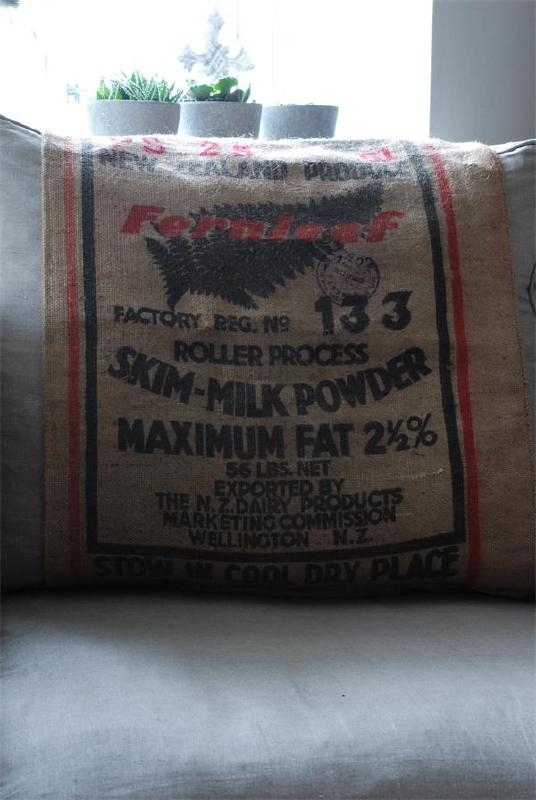 25
NEW ZEALAND PRODUCE
Fernleaf
FACTORY REG. Nº 133
ROLLER PROCESS
SKIM-MILK POWDER
MAXIMUM FAT 2½%
56 LBS. NET
EXPORTED BY
THE N.Z. DAIRY PRODUCTS
MARKETING COMMISSION
WELLINGTON N.Z.
STOW IN COOL DRY PLACE